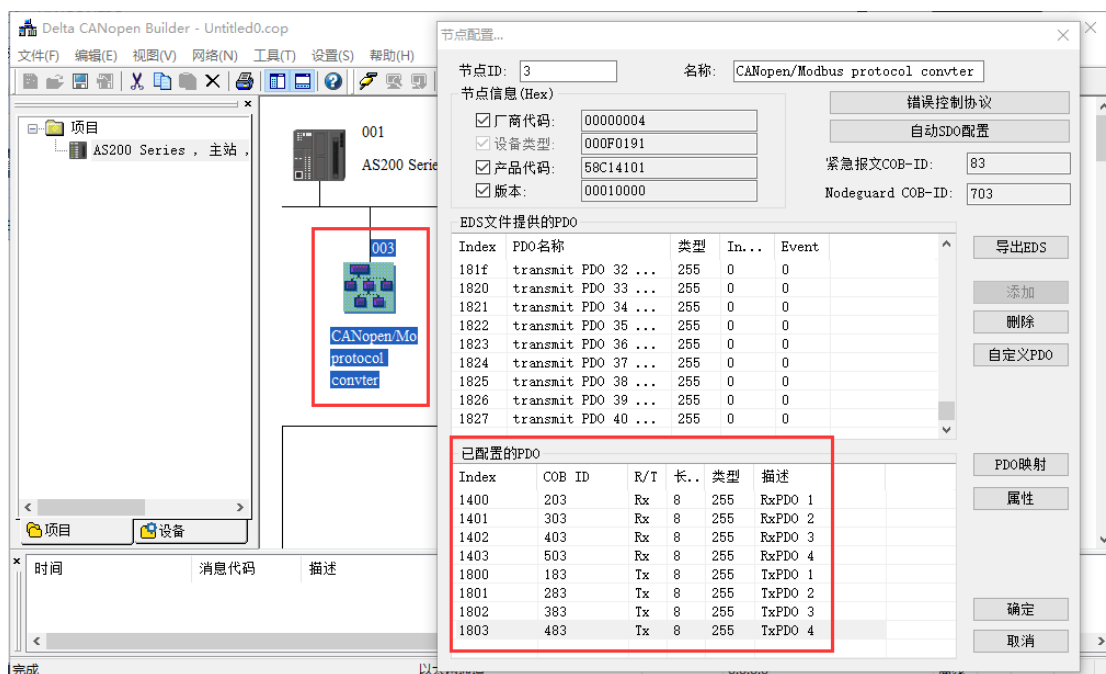 Delta CANopen Builder - Untitled0.cop
文件(F) 编辑(E) 视图(V) 网络(N) 工具(T) 设置(S) 帮助(H)
项目
AS200 Series , 主站 ,
001
AS200 Serie
003
CANopen/Mo
protocol
convter
项目 设备
时间 消息代码 描述
完成
节点配置...
节点ID: 3 名称: CANopen/Modbus protocol convter
节点信息(Hex)
厂商代码: 00000004
设备类型: 000F0191
产品代码: 58C14101
版本: 00010000
错误控制协议
自动SDO配置
紧急报文COB-ID: 83
Nodeguard COB-ID: 703
EDS文件提供的PDO
Index PDO名称 类型 In... Event
181f transmit PDO 32 ... 255 0 0
1820 transmit PDO 33 ... 255 0 0
1821 transmit PDO 34 ... 255 0 0
1822 transmit PDO 35 ... 255 0 0
1823 transmit PDO 36 ... 255 0 0
1824 transmit PDO 37 ... 255 0 0
1825 transmit PDO 38 ... 255 0 0
1826 transmit PDO 39 ... 255 0 0
1827 transmit PDO 40 ... 255 0 0
导出EDS
添加
删除
自定义PDO
已配置的PDO
Index COB ID R/T 长.. 类型 描述
1400 203 Rx 8 255 RxPDO 1
1401 303 Rx 8 255 RxPDO 2
1402 403 Rx 8 255 RxPDO 3
1403 503 Rx 8 255 RxPDO 4
1800 183 Tx 8 255 TxPDO 1
1801 283 Tx 8 255 TxPDO 2
1802 383 Tx 8 255 TxPDO 3
1803 483 Tx 8 255 TxPDO 4
PDO映射
属性
确定
取消